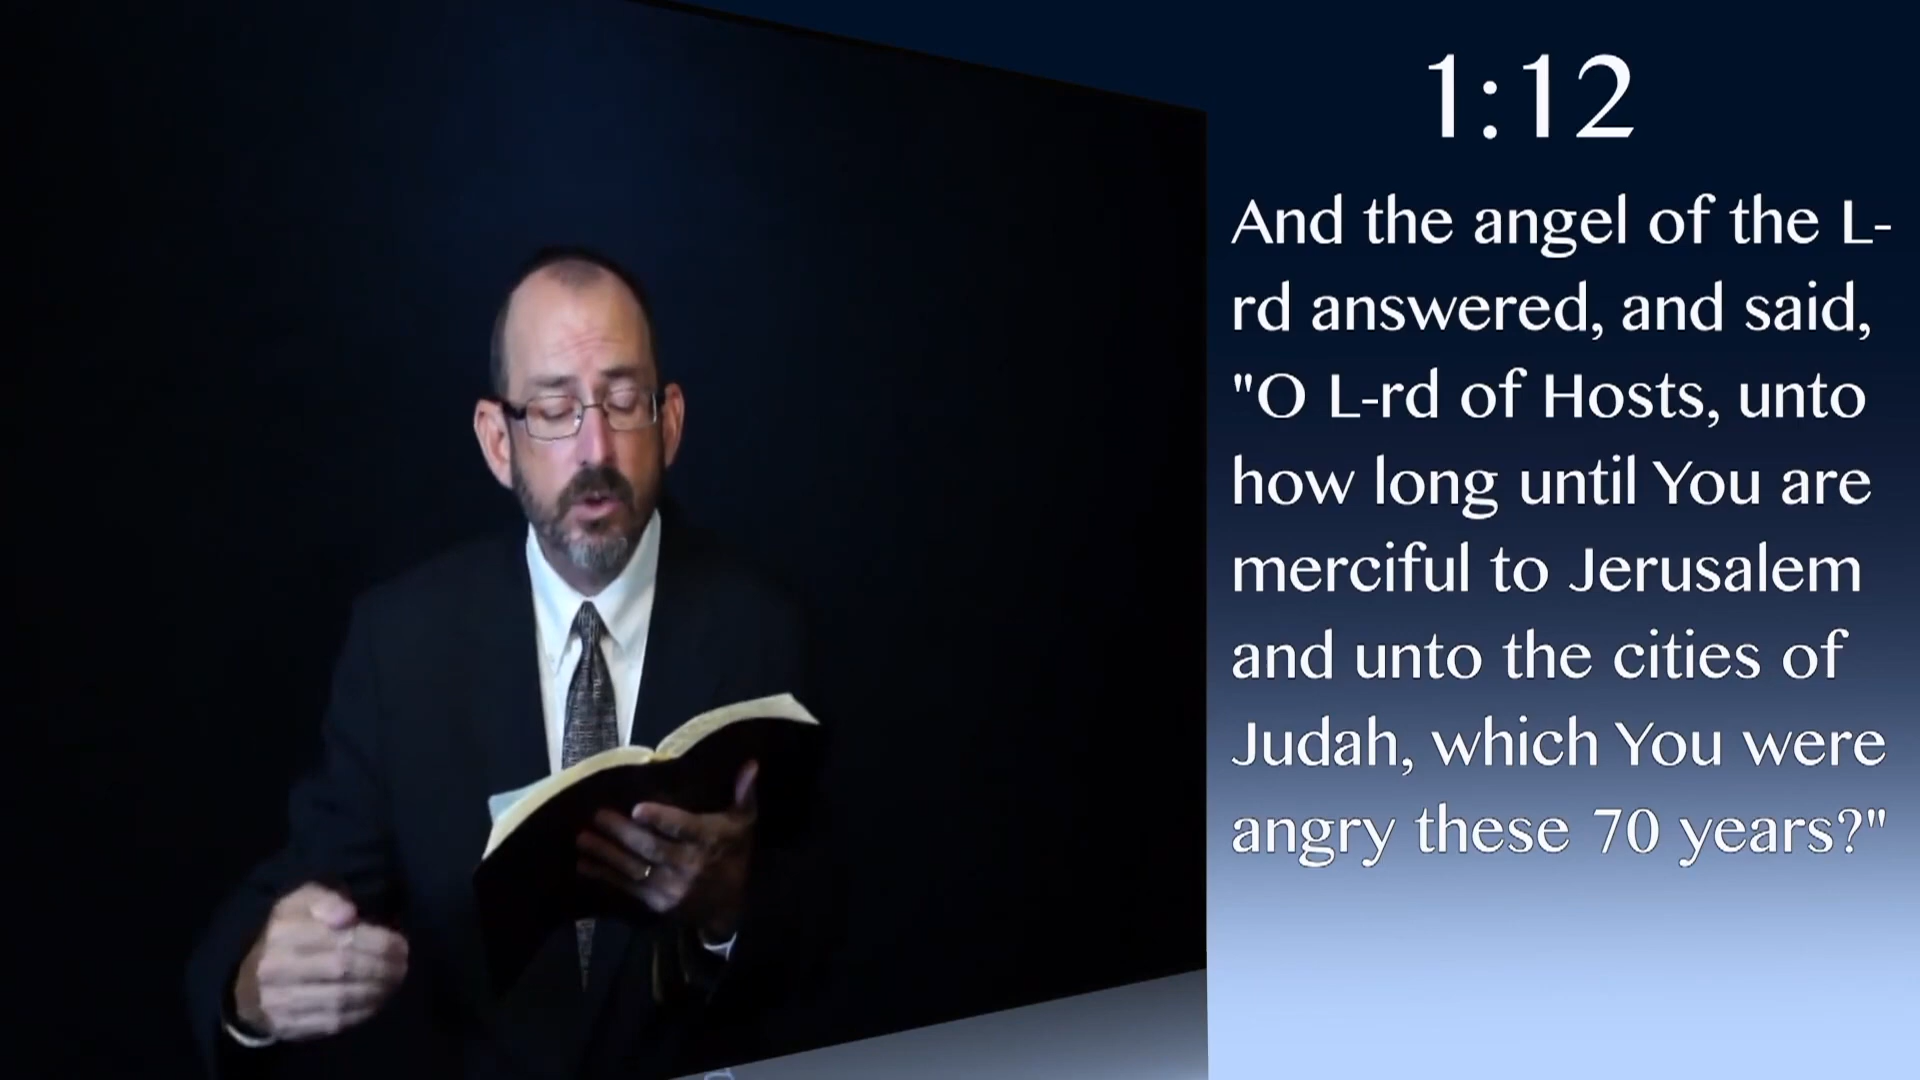 1:12
And the angel of the L-
rd answered, and said,
"O L-rd of Hosts, unto
how long until You are
merciful to Jerusalem
and unto the cities of
Judah, which You were
angry these 70 years?"